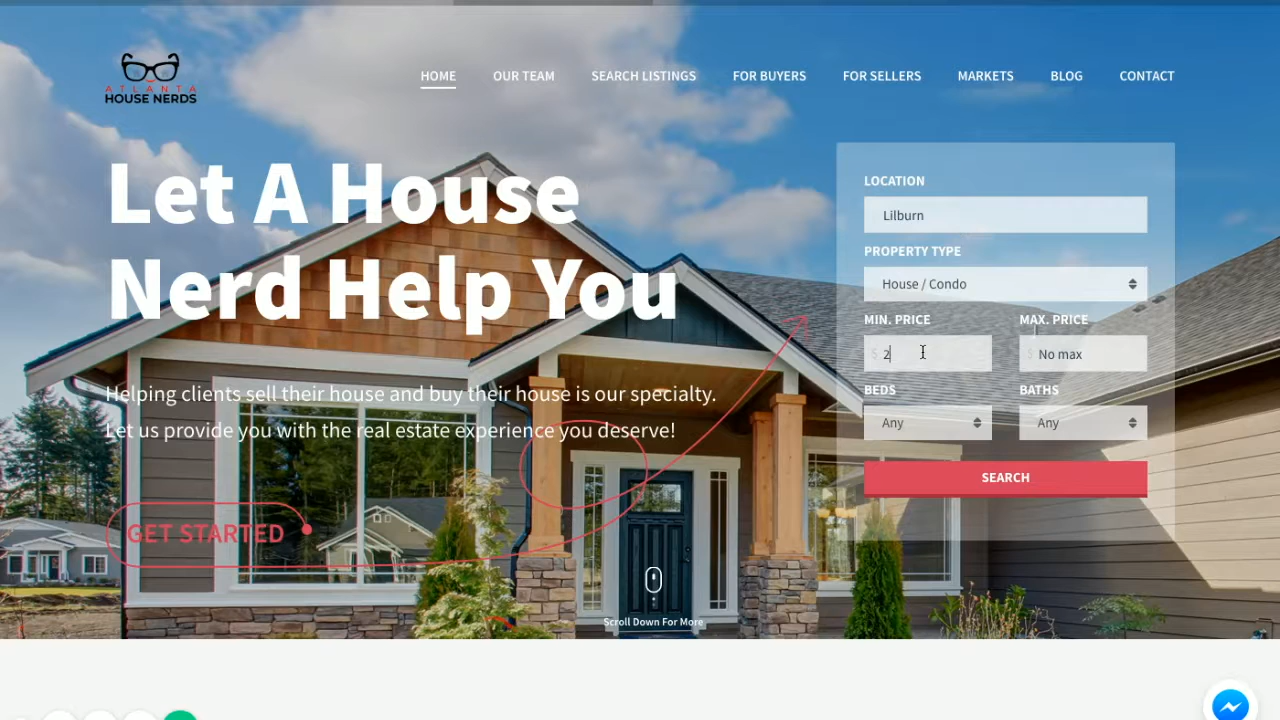 ATLANTA
HOUSE NERDS
HOME
OUR TEAM
SEARCH LISTINGS
FOR BUYERS
FOR SELLERS
MARKETS
BLOG
CONTACT
Let A House
Nerd Help You
Helping clients sell their house and buy their house is our specialty.
Let us provide you with the real estate experience you deserve!
GET STARTED
Scroll Down For More
LOCATION
Lilburn
PROPERTY TYPE
House / Condo
MIN. PRICE
MAX. PRICE
$ 2
$ No max
BEDS
BATHS
Any
Any
SEARCH